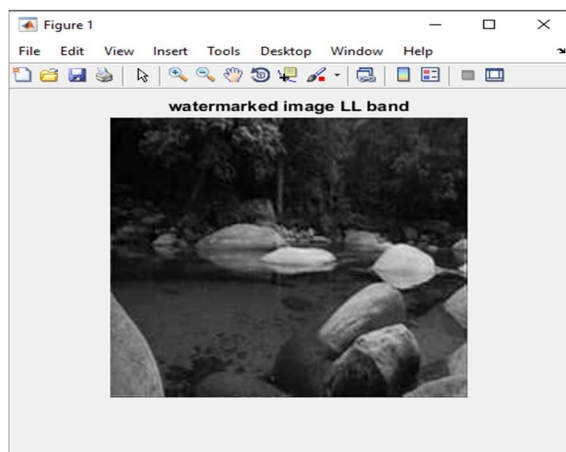 Figure 1
File Edit View Insert Tools Desktop Window Help
watermarked image LL band